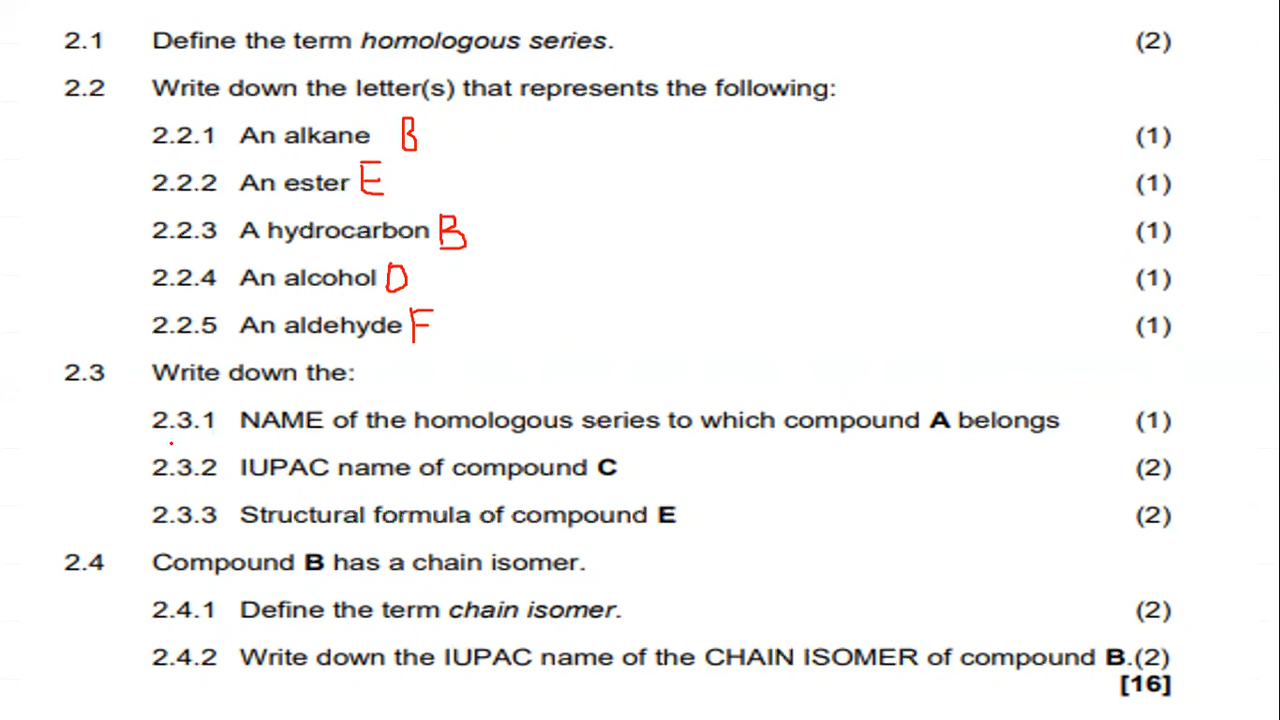 2.1 Define the term homologous series. (2)
2.2 Write down the letter(s) that represents the following:
2.2.1 An alkane B (1)
2.2.2 An ester E (1)
2.2.3 A hydrocarbon B (1)
2.2.4 An alcohol D (1)
2.2.5 An aldehyde F (1)
2.3 Write down the:
2.3.1 NAME of the homologous series to which compound A belongs (1)
2.3.2 IUPAC name of compound C (2)
2.3.3 Structural formula of compound E (2)
2.4 Compound B has a chain isomer.
2.4.1 Define the term chain isomer. (2)
2.4.2 Write down the IUPAC name of the CHAIN ISOMER of compound B.(2)
[16]